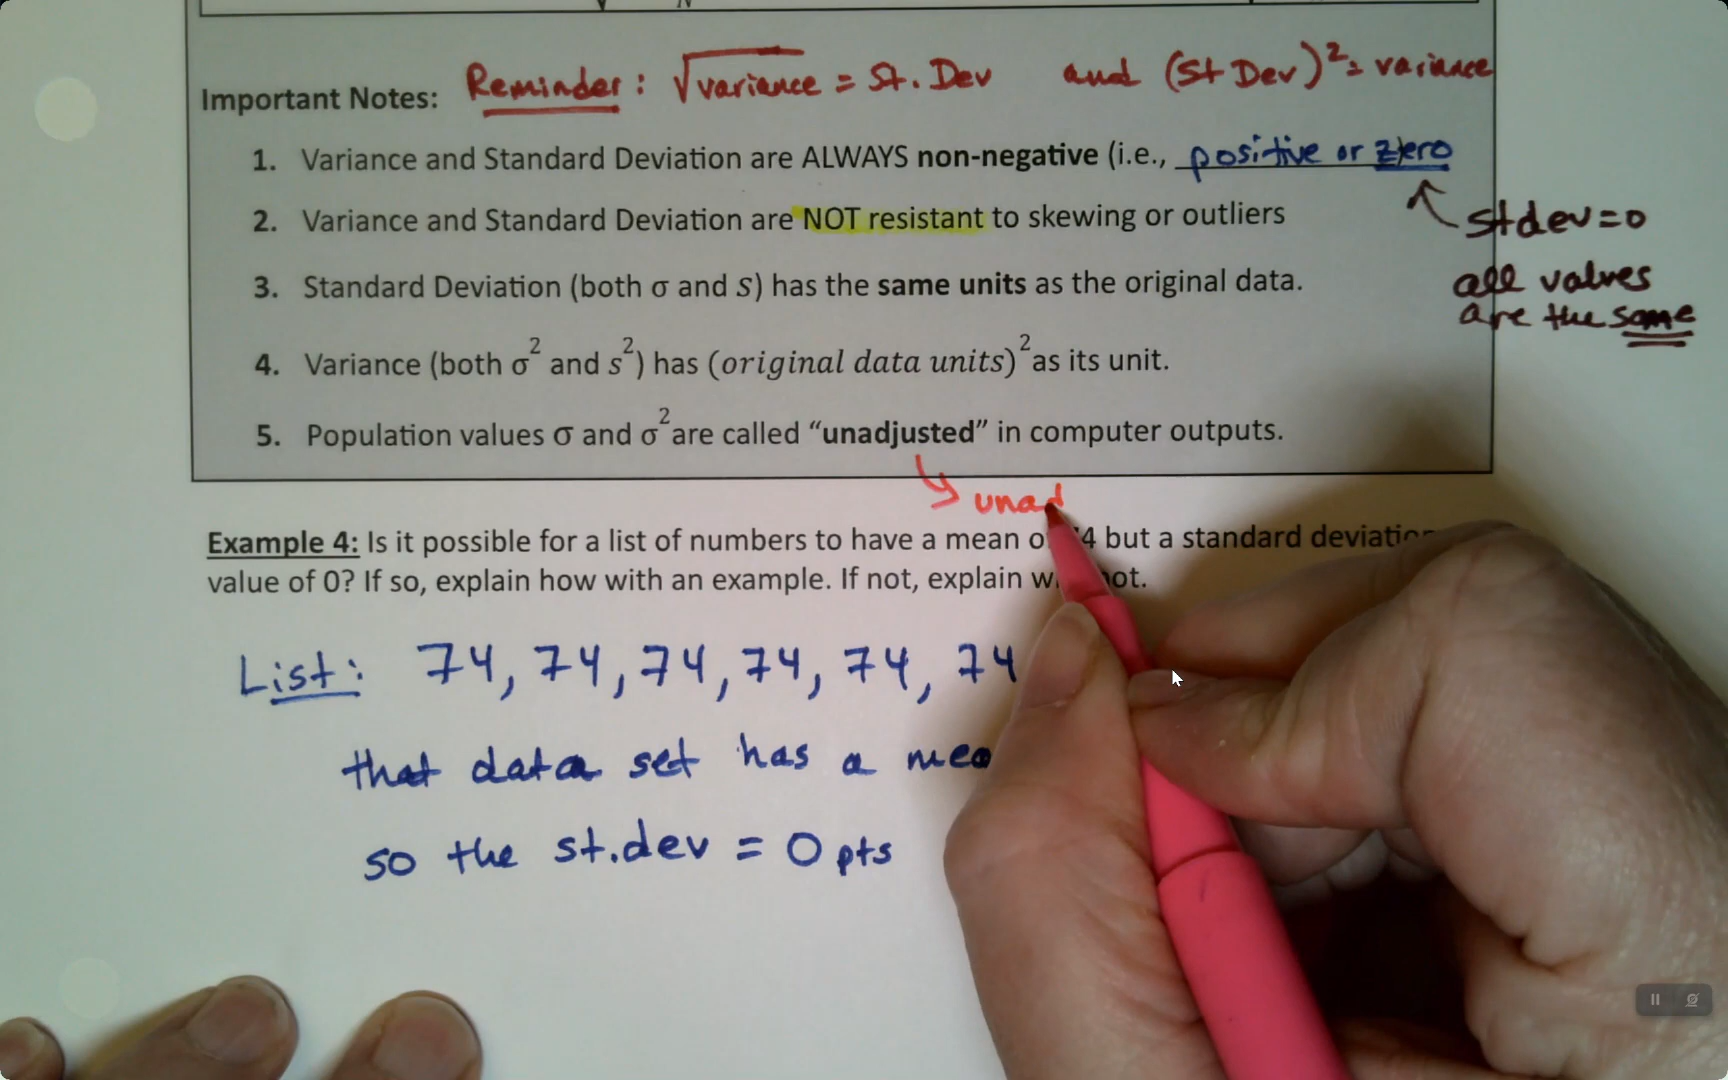 Reminder: √variance = St. Dev and (St Dev)² = variance
Important Notes:
1. Variance and Standard Deviation are ALWAYS non-negative (i.e., positive or zero
2. Variance and Standard Deviation are NOT resistant to skewing or outliers
stdev=0
all values
are the same
3. Standard Deviation (both σ and S) has the same units as the original data.
4. Variance (both σ² and s²) has (original data units)² as its unit.
5. Population values σ and σ² are called “unadjusted” in computer outputs.
unad
Example 4: Is it possible for a list of numbers to have a mean 4 but a standard deviation
value of 0? If so, explain how with an example. If not, explain not.
List: 74, 74, 74, 74, 74, 74
that data set has a
so the st.dev = 0 pts